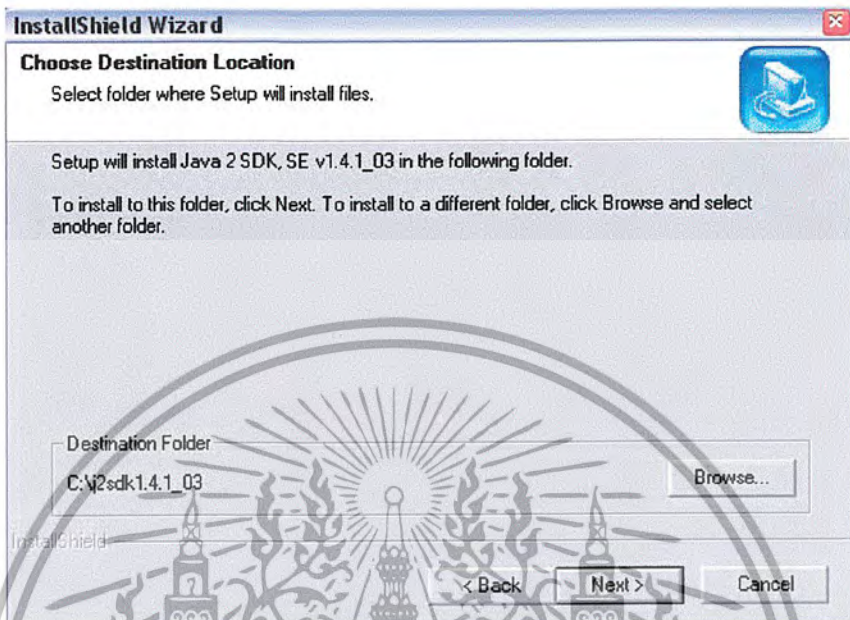 InstallShield Wizard
Choose Destination Location
Select folder where Setup will install files.
Setup will install Java 2 SDK, SE v1.4.1_03 in the following folder.
To install to this folder, click Next. To install to a different folder, click Browse and select
another folder.
Destination Folder
C:\j2sdk1.4.1_03
Browse...
InstallShield
< Back
Next >
Cancel